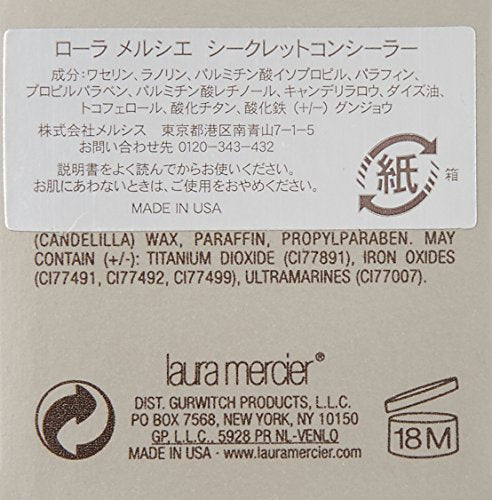 ローラ メルシエ シークレットコンシーラー
成分：ワセリン、ラノリン、パルミチン酸イソプロピル、パラフィン、
プロピルパラベン、パルミチン酸レチノール、キャンデリラロウ、ダイズ油、
トコフェロール、酸化チタン、酸化鉄（+/-）グンジョウ
株式会社メルシス 東京都港区南青山7-1-5
お問い合わせ先 0120-343-432
説明書をよく読んでからお使いください。
お肌にあわないときは、ご使用をおやめください。
MADE IN USA
紙
箱
(CANDELILLA) WAX, PARAFFIN, PROPYLPARABEN. MAY
CONTAIN (+/-): TITANIUM DIOXIDE (CI77891), IRON OXIDES
(CI77491, CI77492, CI77499), ULTRAMARINES (CI77007).
laura mercier®
DIST. GURWITCH PRODUCTS, L.L.C.
PO BOX 7568, NEW YORK, NY 10150
GP, L.L.C., 5928 PR NL-VENLO
MADE IN USA • www.lauramercier.com
18M